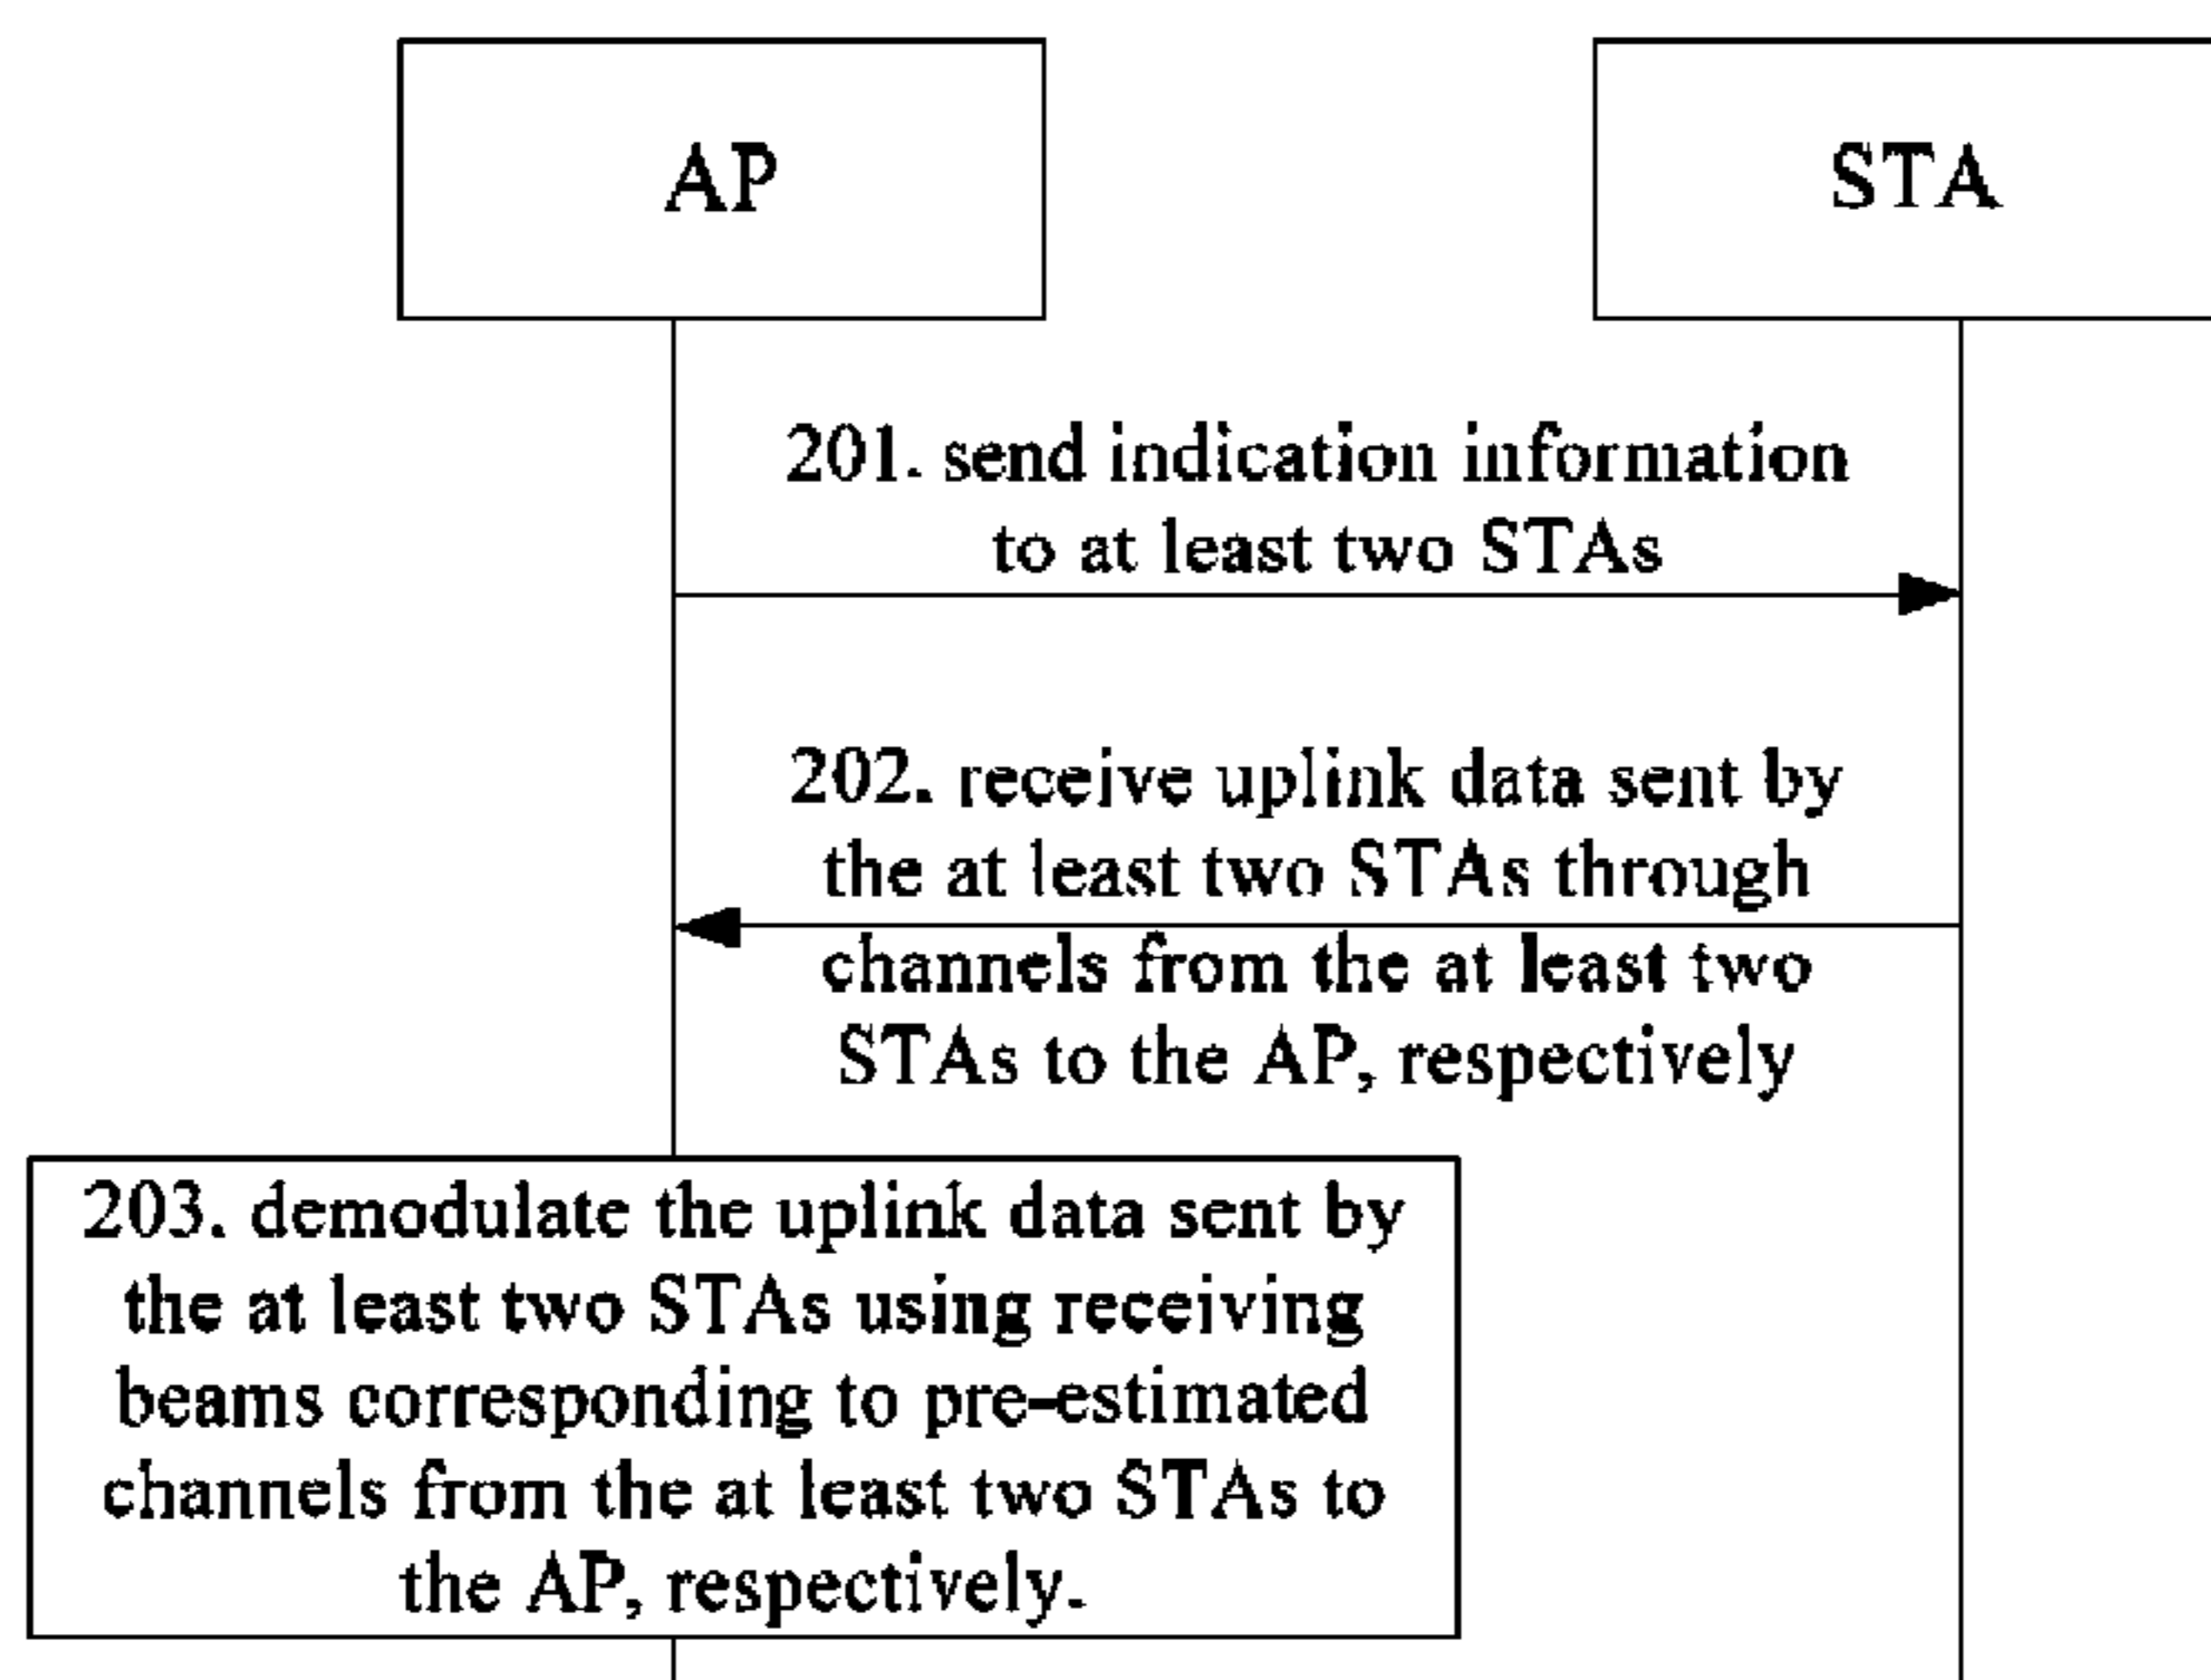 AP
STA
201. send indication information
to at least two STAs
202. receive uplink data sent by
the at least two STAs through
channels from the at least two
STAs to the AP, respectively
203. demodulate the uplink data sent by
the at least two STAs using receiving
beams corresponding to pre-estimated
channels from the at least two STAs to
the AP, respectively.